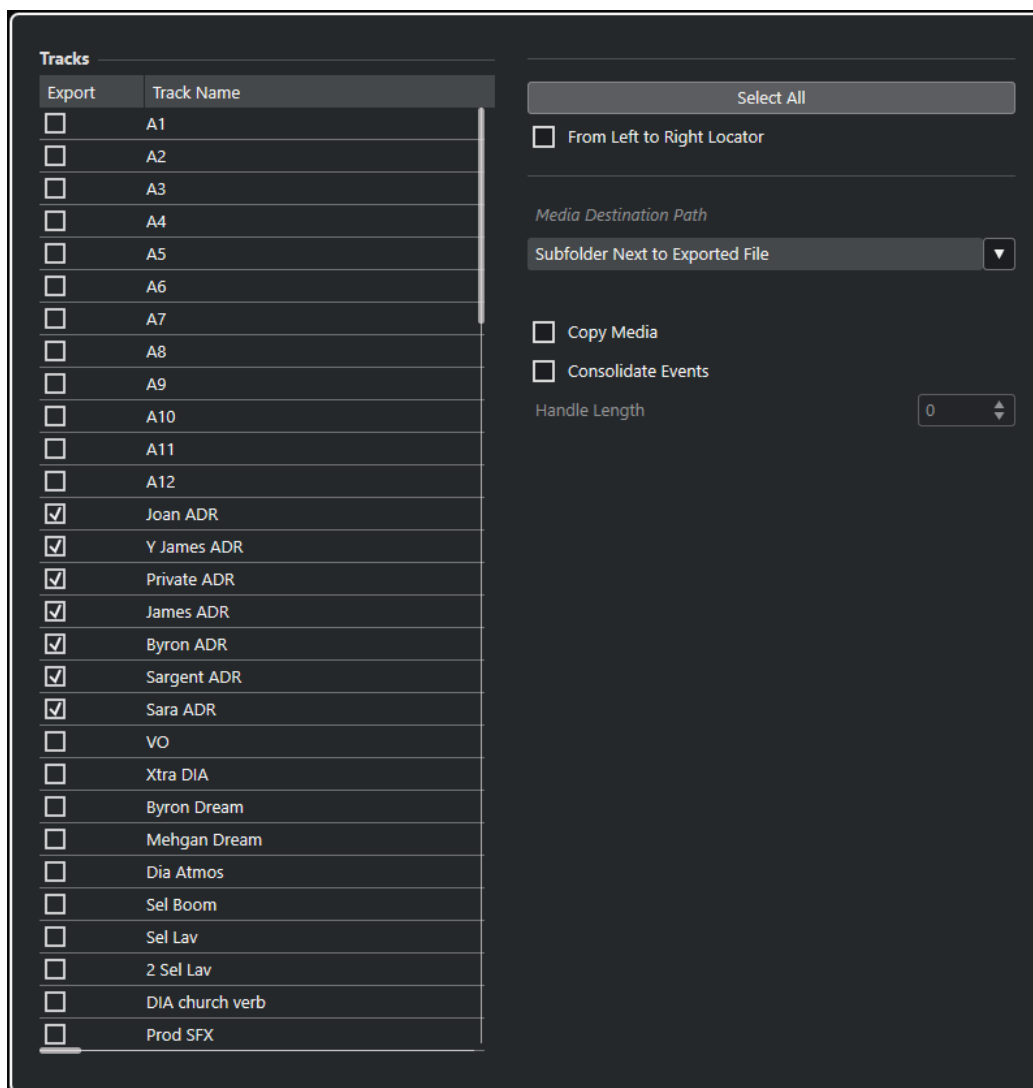 Tracks
Export Track Name
A1
A2
A3
A4
A5
A6
A7
A8
A9
A10
A11
A12
Joan ADR
Y James ADR
Private ADR
James ADR
Byron ADR
Sargent ADR
Sara ADR
VO
Xtra DIA
Byron Dream
Mehgan Dream
Dia Atmos
Sel Boom
Sel Lav
2 Sel Lav
DIA church verb
Prod SFX
Select All
From Left to Right Locator
Media Destination Path
Subfolder Next to Exported File
Copy Media
Consolidate Events
Handle Length 0